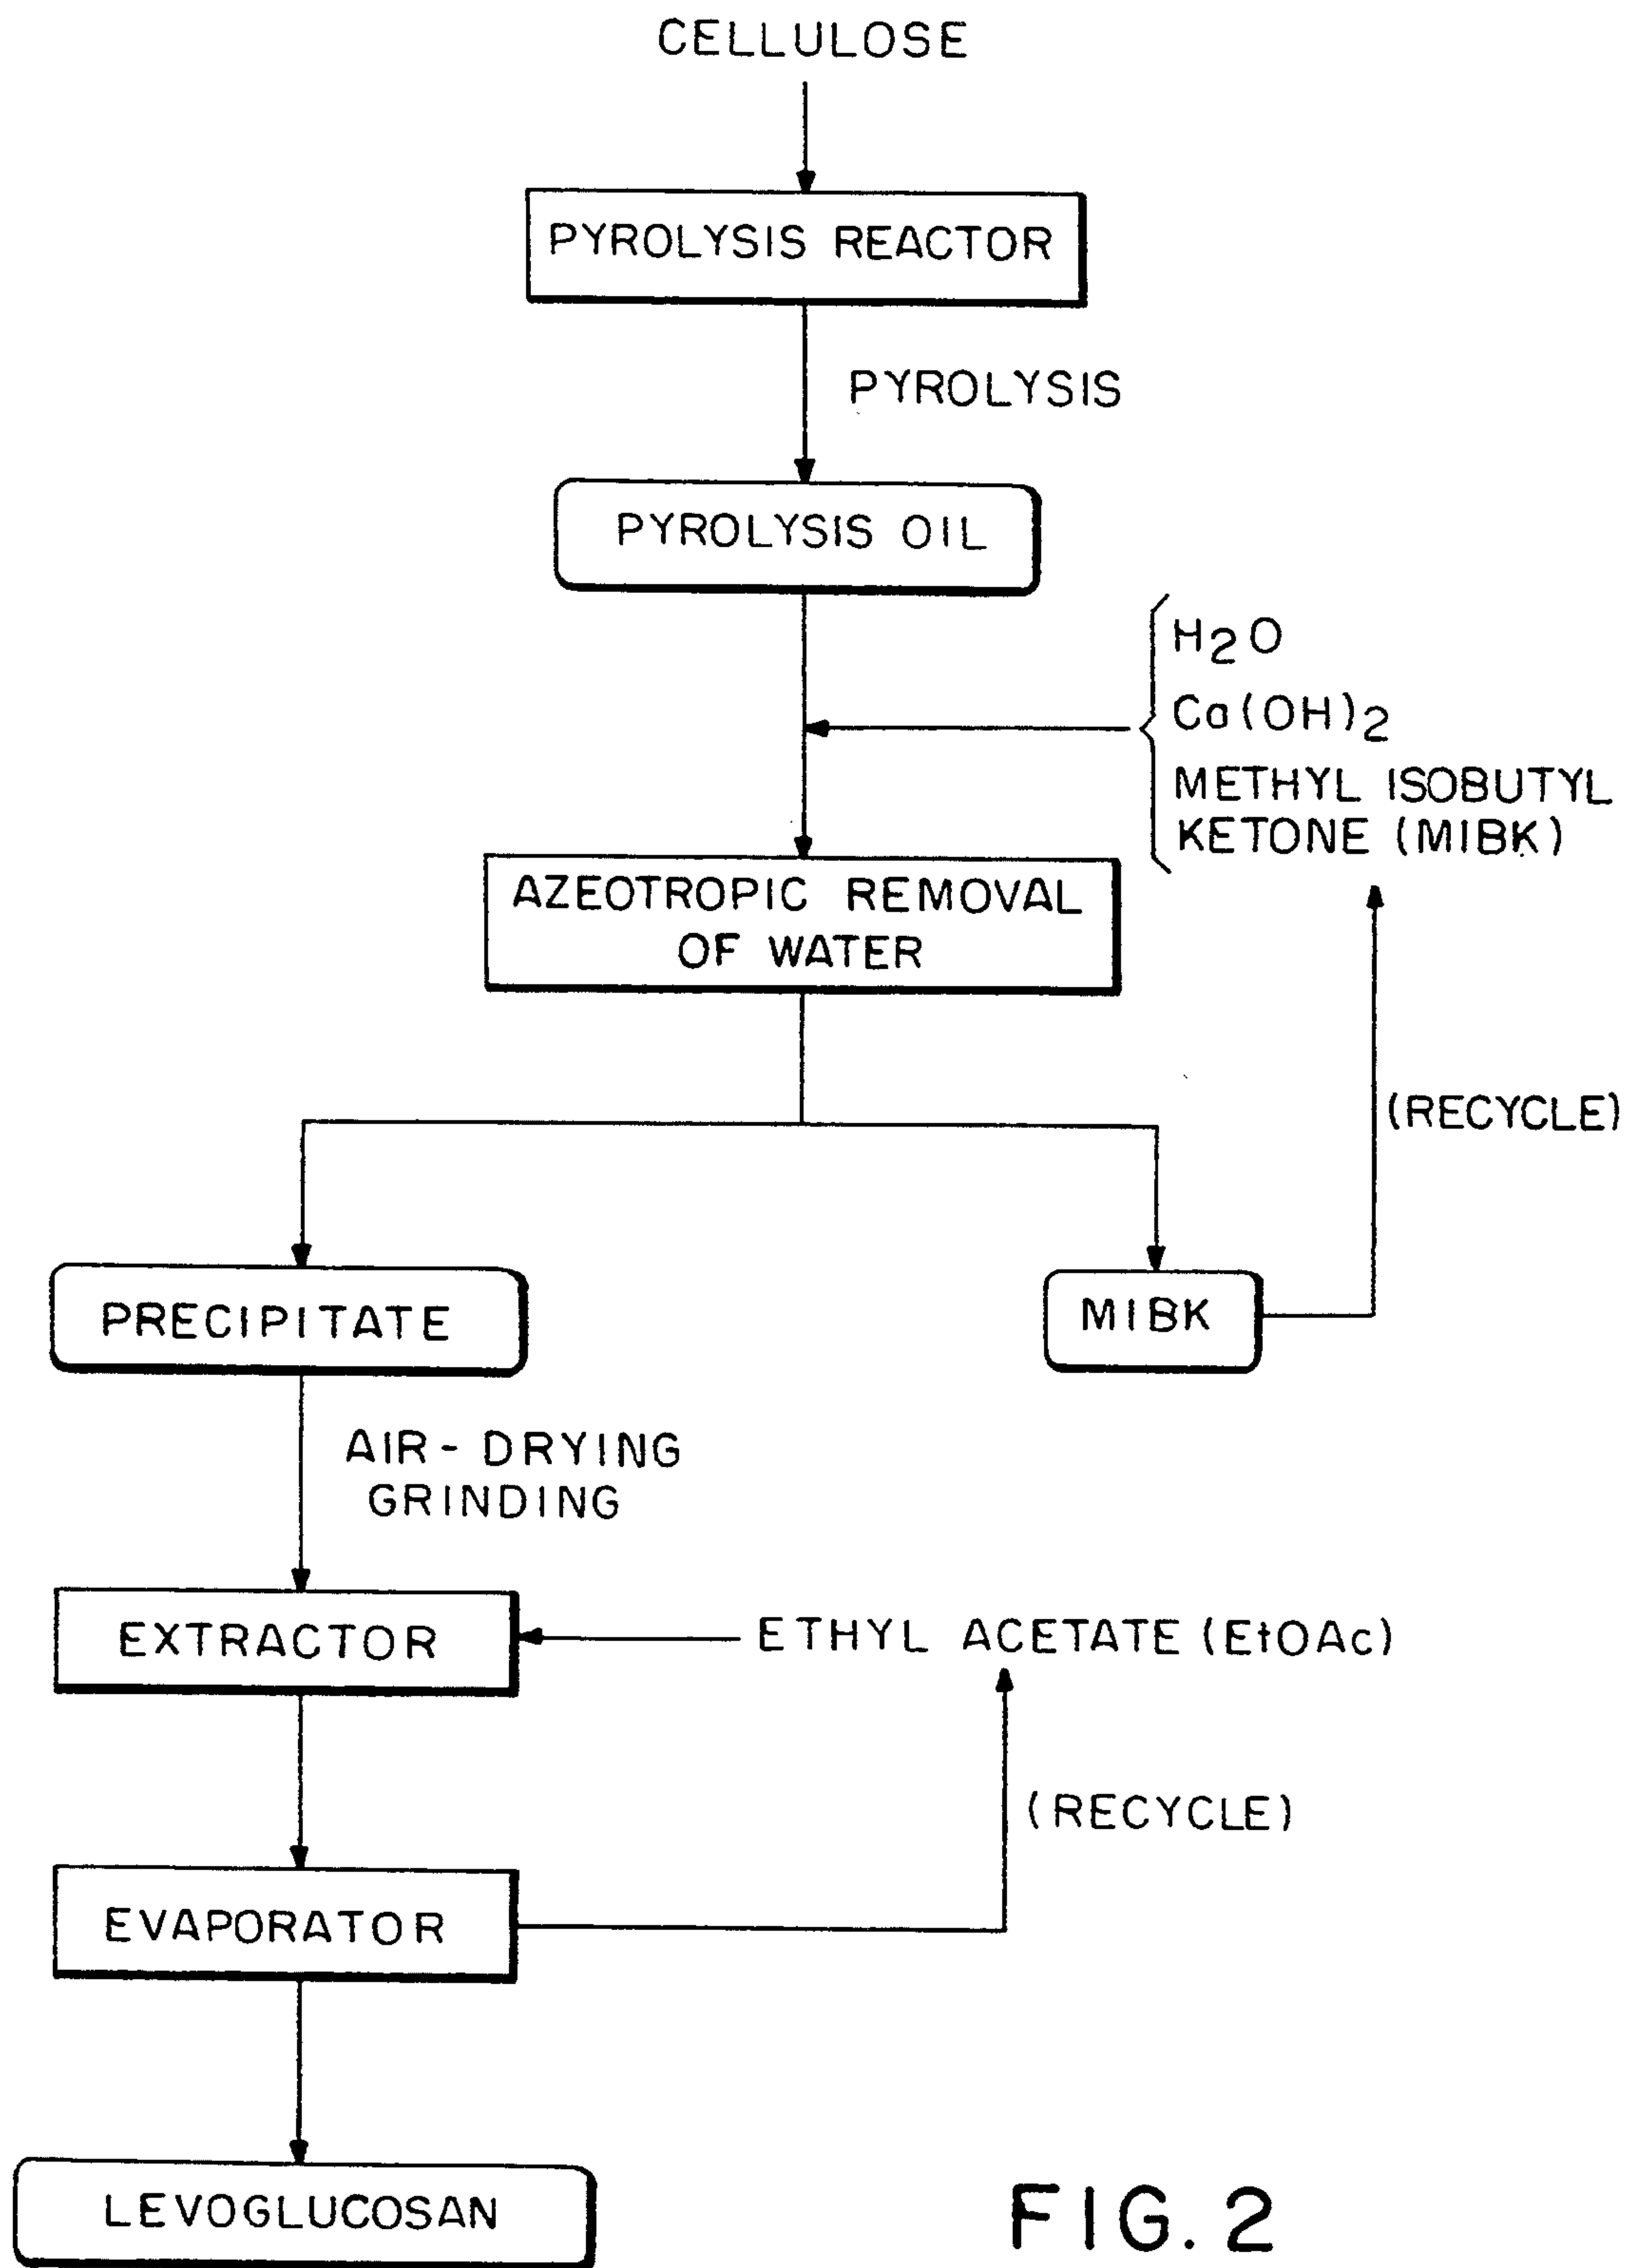 CELLULOSE
PYROLYSIS REACTOR
PYROLYSIS
PYROLYSIS OIL
H2O
Ca(OH)2
METHYL ISOBUTYL
KETONE (MIBK)
AZEOTROPIC REMOVAL
OF WATER
(RECYCLE)
PRECIPITATE
MIBK
AIR-DRYING
GRINDING
EXTRACTOR
ETHYL ACETATE (EtOAc)
(RECYCLE)
EVAPORATOR
LEVOGLUCOSAN
FIG. 2